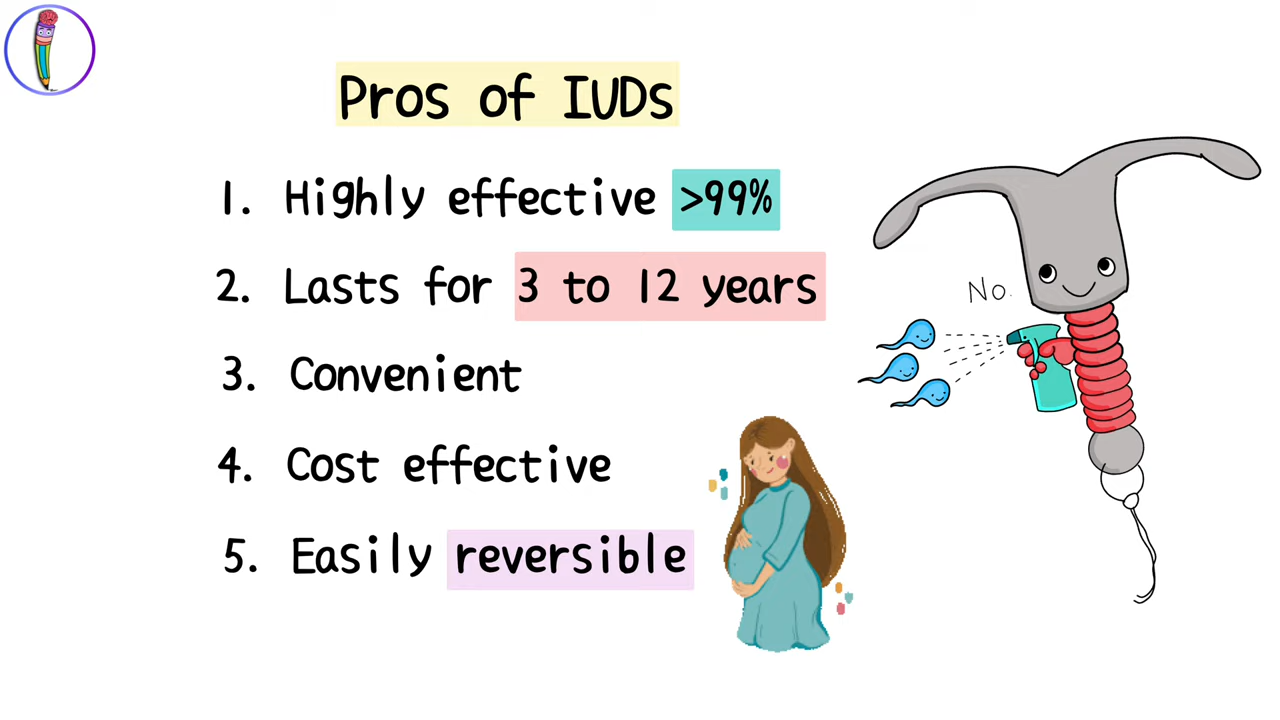 Pros of IUDs
1. Highly effective >99%
2. Lasts for 3 to 12 years
3. Convenient
4. Cost effective
5. Easily reversible
No.